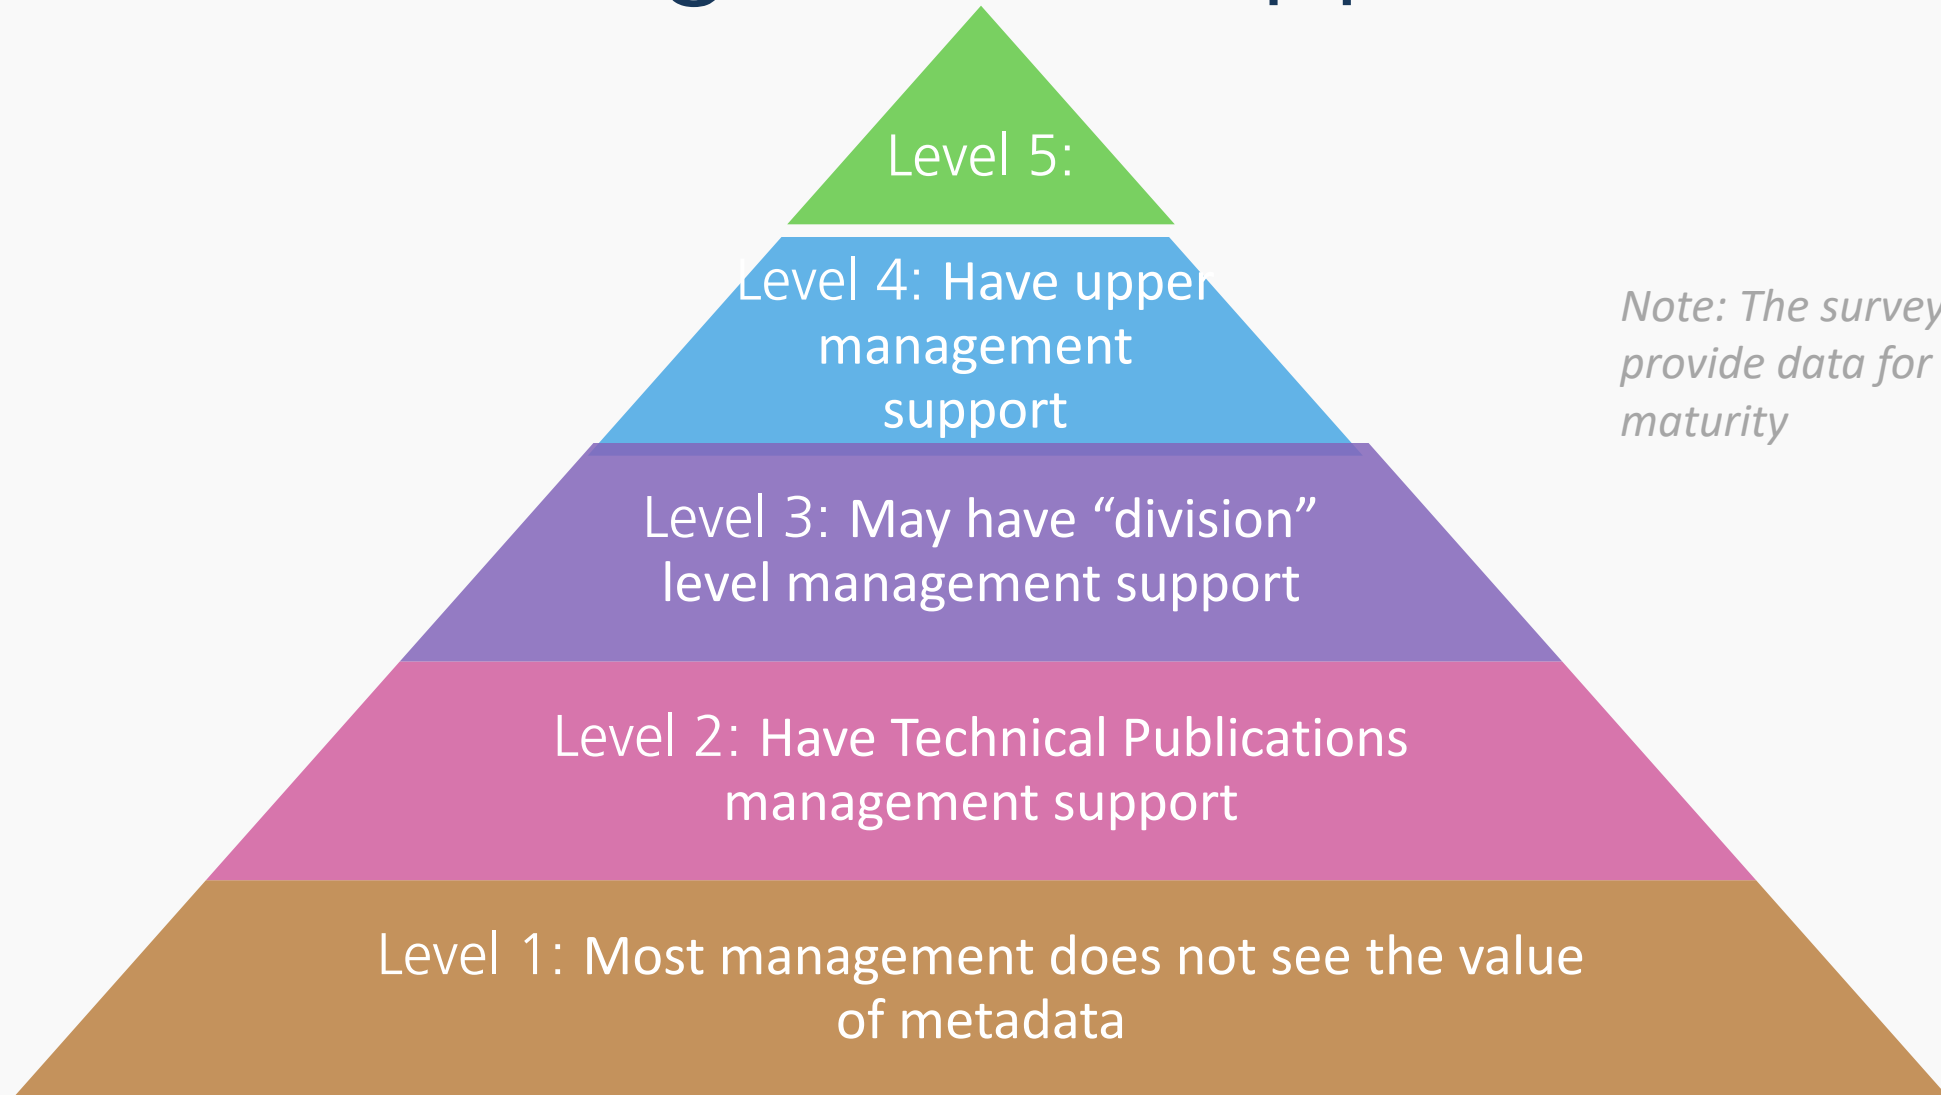 Level 5:
Level 4: Have upper
management
support
Note: The survey
provide data for
maturity
Level 3: May have “division”
level management support
Level 2: Have Technical Publications
management support
Level 1: Most management does not see the value
of metadata